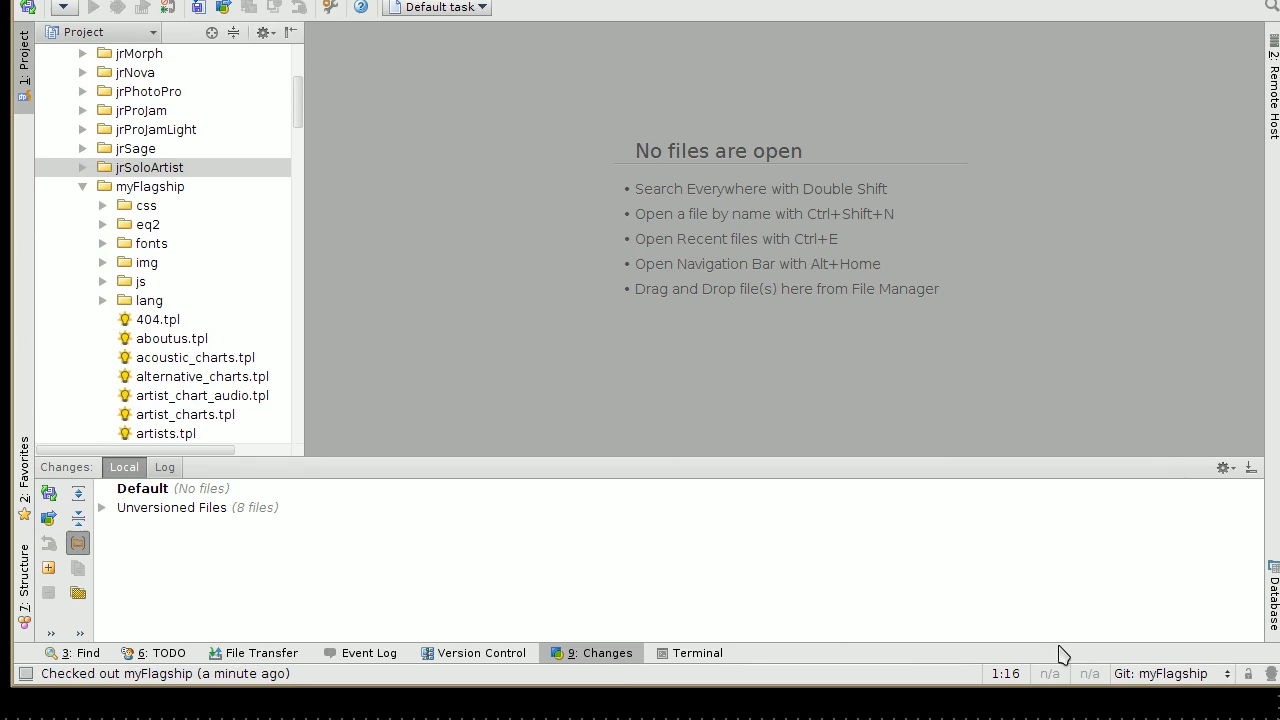 Default task
1: Project
Project
jrMorph
jrNova
jrPhotoPro
jrProJam
jrProJamLight
jrSage
jrSoloArtist
myFlagship
css
eq2
fonts
img
js
lang
404.tpl
aboutus.tpl
acoustic_charts.tpl
alternative_charts.tpl
artist_chart_audio.tpl
artist_charts.tpl
artists.tpl
No files are open
• Search Everywhere with Double Shift
• Open a file by name with Ctrl+Shift+N
• Open Recent files with Ctrl+E
• Open Navigation Bar with Alt+Home
• Drag and Drop file(s) here from File Manager
2: Remote Host
Database
2: Favorites
7: Structure
Changes: Local Log
Default (No files)
Unversioned Files (8 files)
3: Find 6: TODO File Transfer Event Log Version Control 9: Changes Terminal
Checked out myFlagship (a minute ago) 1:16 n/a n/a Git: myFlagship